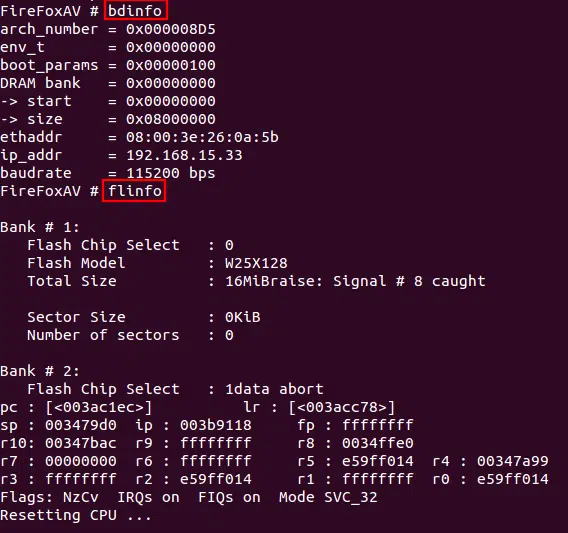 FireFoxAV # bdinfo
arch_number = 0x000008D5
env_t       = 0x00000000
boot_params = 0x00000100
DRAM bank   = 0x00000000
-> start    = 0x00000000
-> size     = 0x08000000
ethaddr     = 08:00:3e:26:0a:5b
ip_addr     = 192.168.15.33
baudrate    = 115200 bps
FireFoxAV # flinfo
Bank # 1:
Flash Chip Select   : 0
Flash Model         : W25X128
Total Size          : 16MiBraise: Signal # 8 caught
Sector Size         : 0KiB
Number of sectors   : 0
Bank # 2:
Flash Chip Select   : 1data abort
pc : [<003ac1ec>]          lr : [<003acc78>]
sp : 003479d0  ip : 003b9118     fp : ffffffff
r10: 00347bac  r9 : ffffffff     r8 : 0034ffe0
r7 : 00000000  r6 : ffffffff     r5 : e59ff014  r4 : 00347a99
r3 : ffffffff  r2 : e59ff014     r1 : ffffffff  r0 : e59ff014
Flags: NzCv  IRQs on  FIQs on  Mode SVC_32
Resetting CPU ...